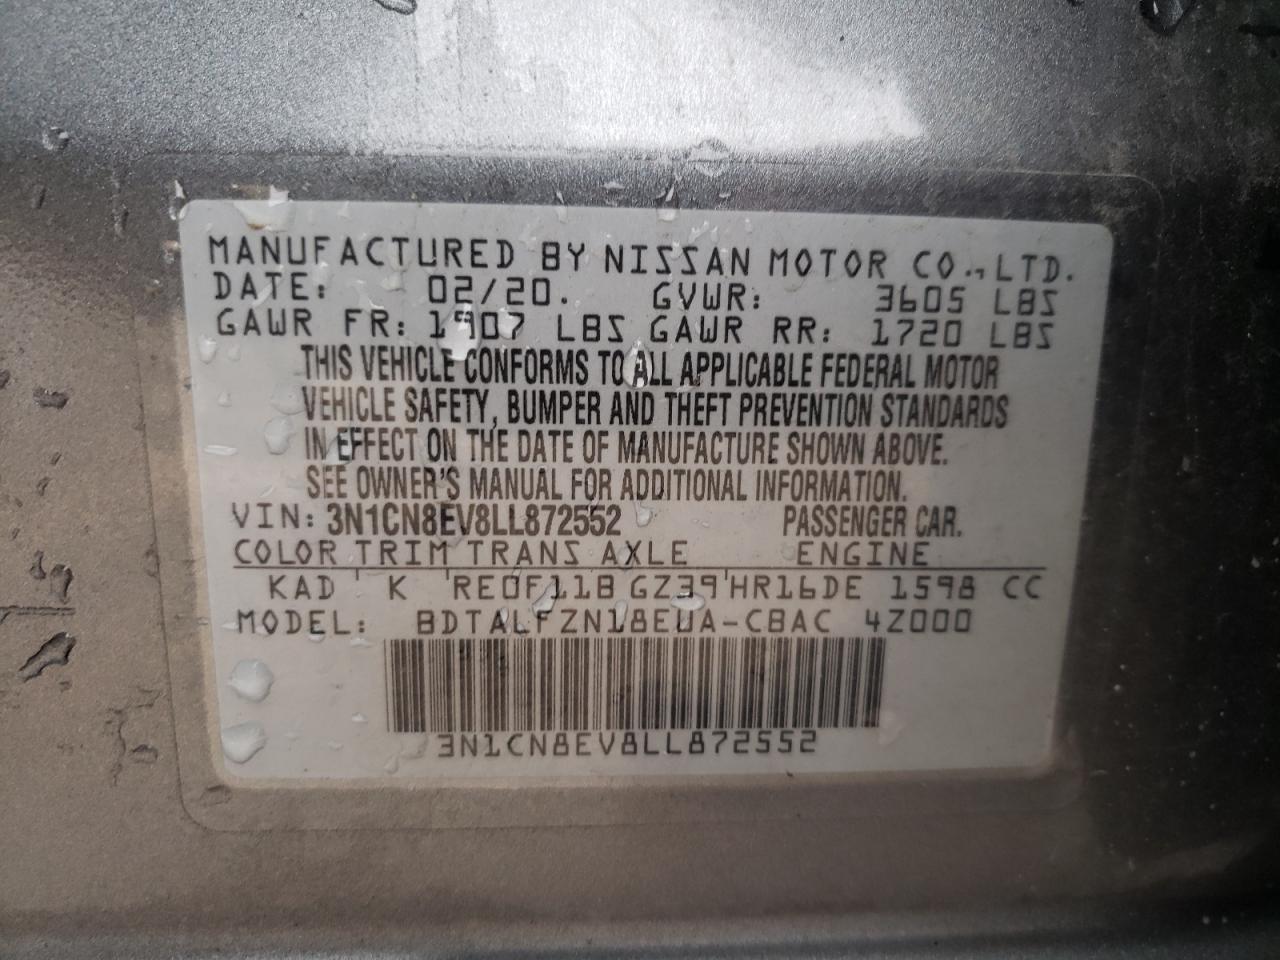 MANUFACTURED BY NISSAN MOTOR CO., LTD.
DATE: 02/20. GVWR: 3605 LBS
GAWR FR: 1907 LBS GAWR RR: 1720 LBS
THIS VEHICLE CONFORMS TO ALL APPLICABLE FEDERAL MOTOR
VEHICLE SAFETY, BUMPER AND THEFT PREVENTION STANDARDS
IN EFFECT ON THE DATE OF MANUFACTURE SHOWN ABOVE.
SEE OWNER'S MANUAL FOR ADDITIONAL INFORMATION.
VIN: 3N1CN8EV8LL872552 PASSENGER CAR.
COLOR TRIM TRANS AXLE ENGINE
KAD K RE0F11B GZ39 HR16DE 1598 CC
MODEL: BDTALFZN18EUA-CBAC 4Z000
3N1CN8EV8LL872552